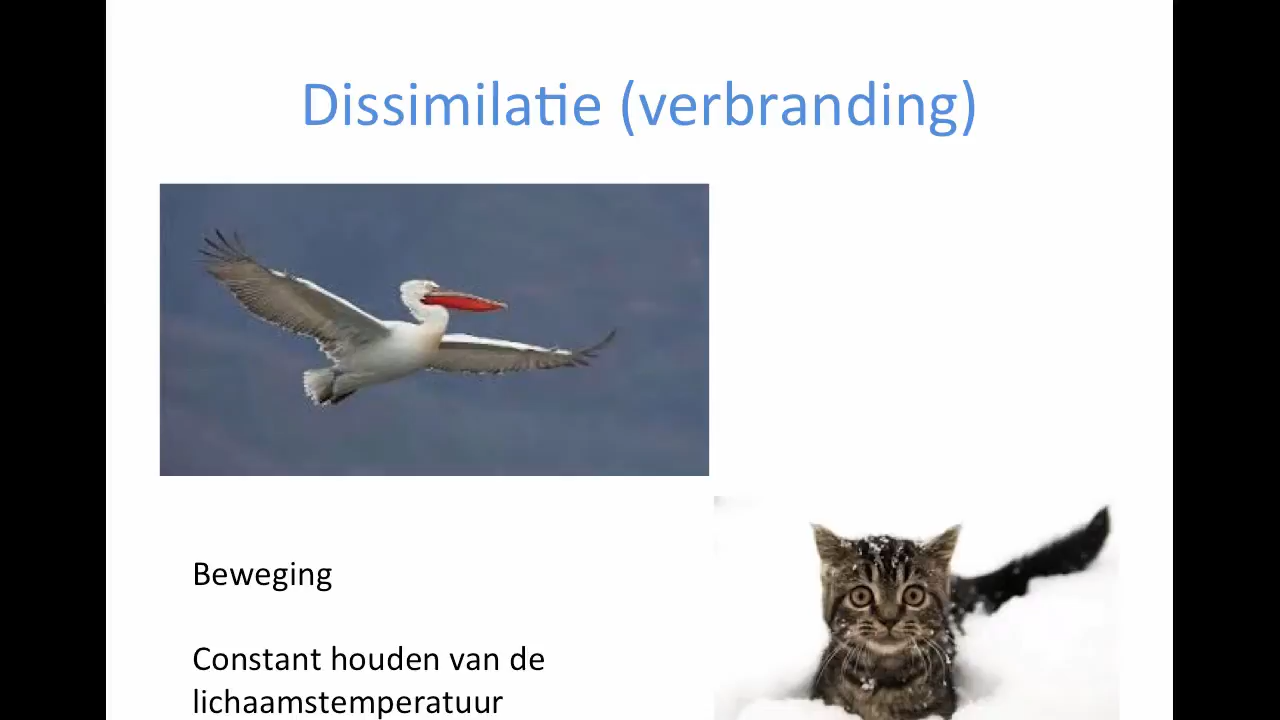 Dissimilatie (verbranding)
Beweging
Constant houden van de
lichaamstemperatuur